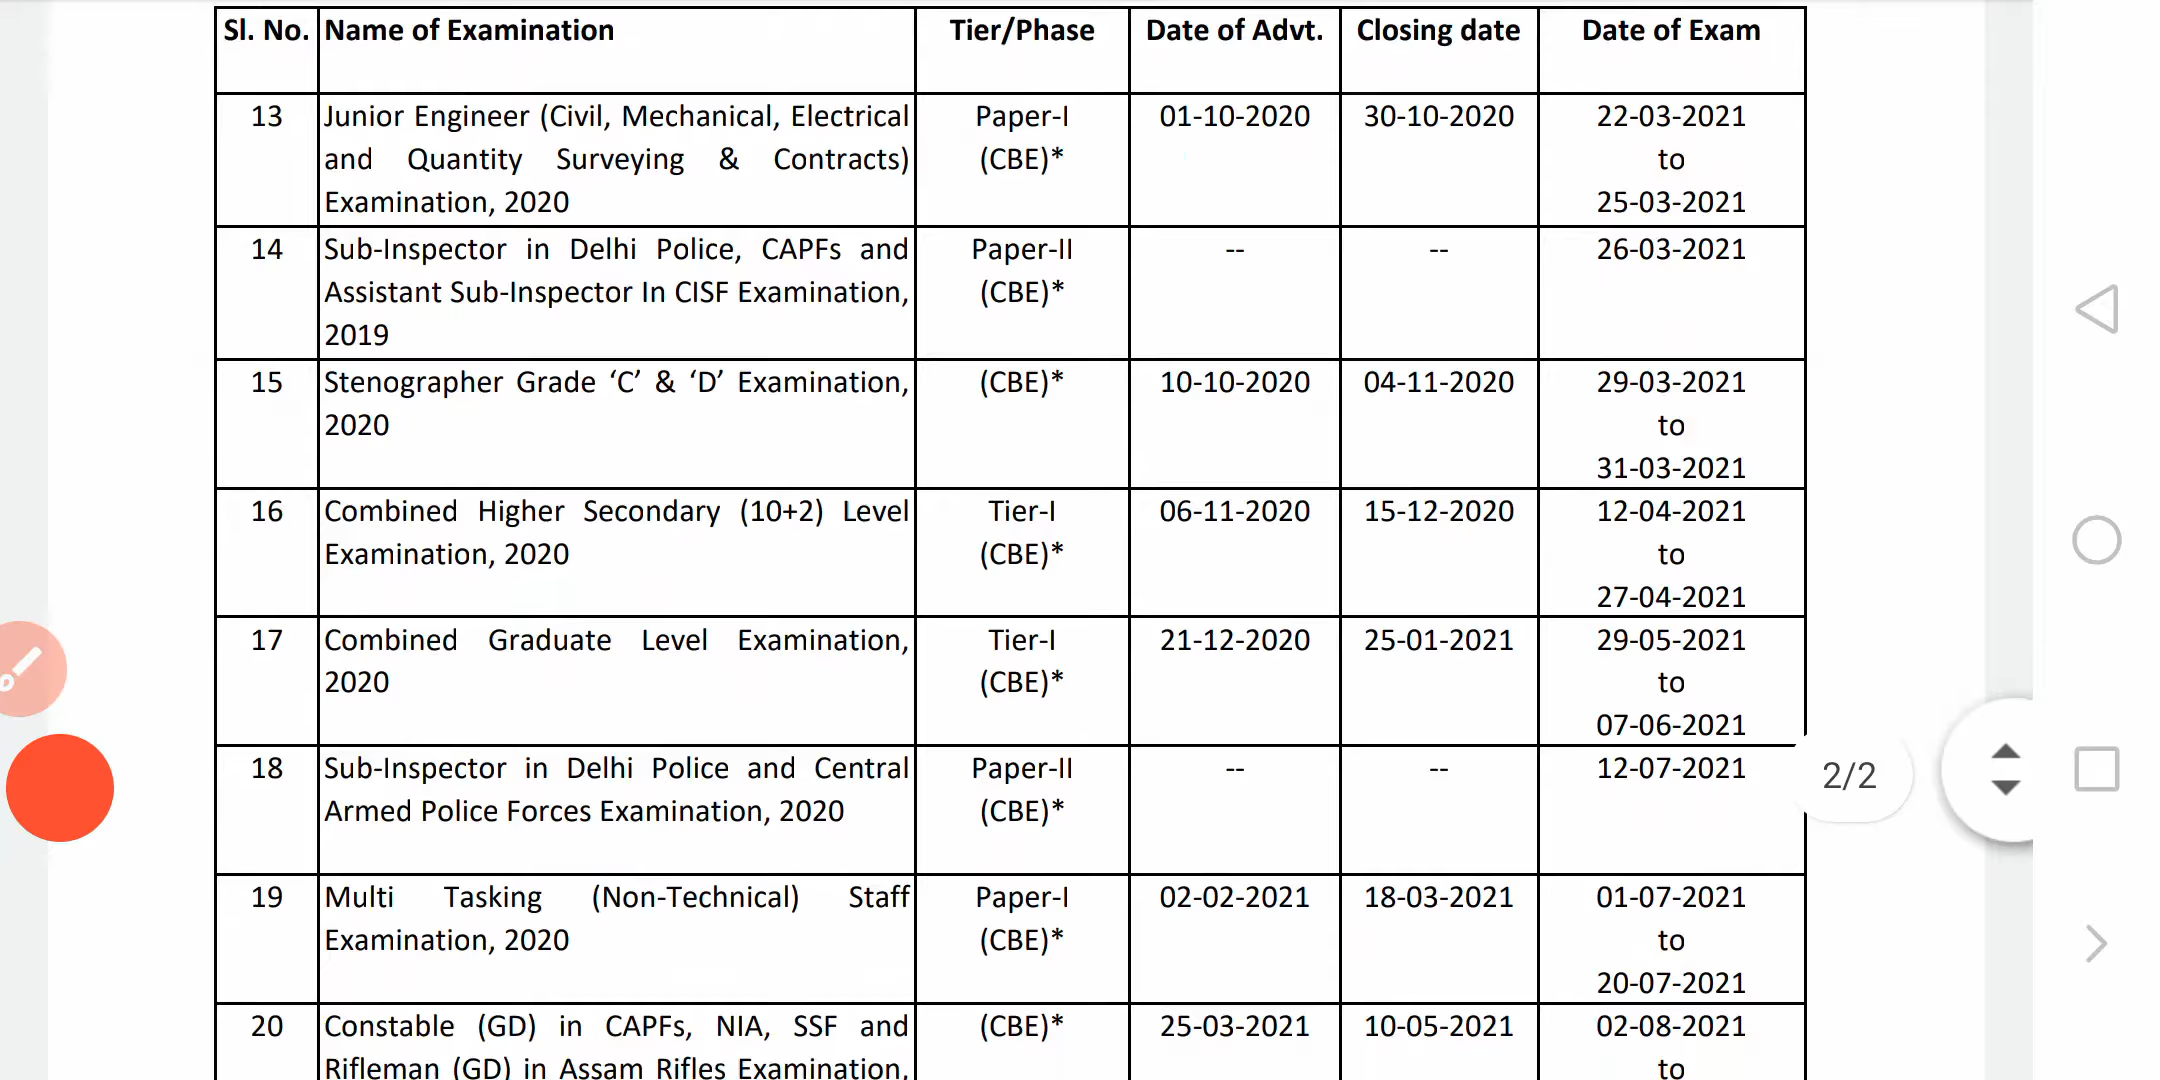 Sl. No. Name of Examination Tier/Phase Date of Advt. Closing date Date of Exam
13 Junior Engineer (Civil, Mechanical, Electrical Paper-I 01-10-2020 30-10-2020 22-03-2021
and Quantity Surveying & Contracts) (CBE)* to
Examination, 2020 25-03-2021
14 Sub-Inspector in Delhi Police, CAPFs and Paper-II -- -- 26-03-2021
Assistant Sub-Inspector In CISF Examination, (CBE)*
2019
15 Stenographer Grade ‘C’ & ‘D’ Examination, (CBE)* 10-10-2020 04-11-2020 29-03-2021
2020 to
31-03-2021
16 Combined Higher Secondary (10+2) Level Tier-I 06-11-2020 15-12-2020 12-04-2021
Examination, 2020 (CBE)* to
27-04-2021
17 Combined Graduate Level Examination, Tier-I 21-12-2020 25-01-2021 29-05-2021
2020 (CBE)* to
07-06-2021
18 Sub-Inspector in Delhi Police and Central Paper-II -- -- 12-07-2021
Armed Police Forces Examination, 2020 (CBE)*
2/2
19 Multi Tasking (Non-Technical) Staff Paper-I 02-02-2021 18-03-2021 01-07-2021
Examination, 2020 (CBE)* to
20-07-2021
20 Constable (GD) in CAPFs, NIA, SSF and (CBE)* 25-03-2021 10-05-2021 02-08-2021
Rifleman (GD) in Assam Rifles Examination, to